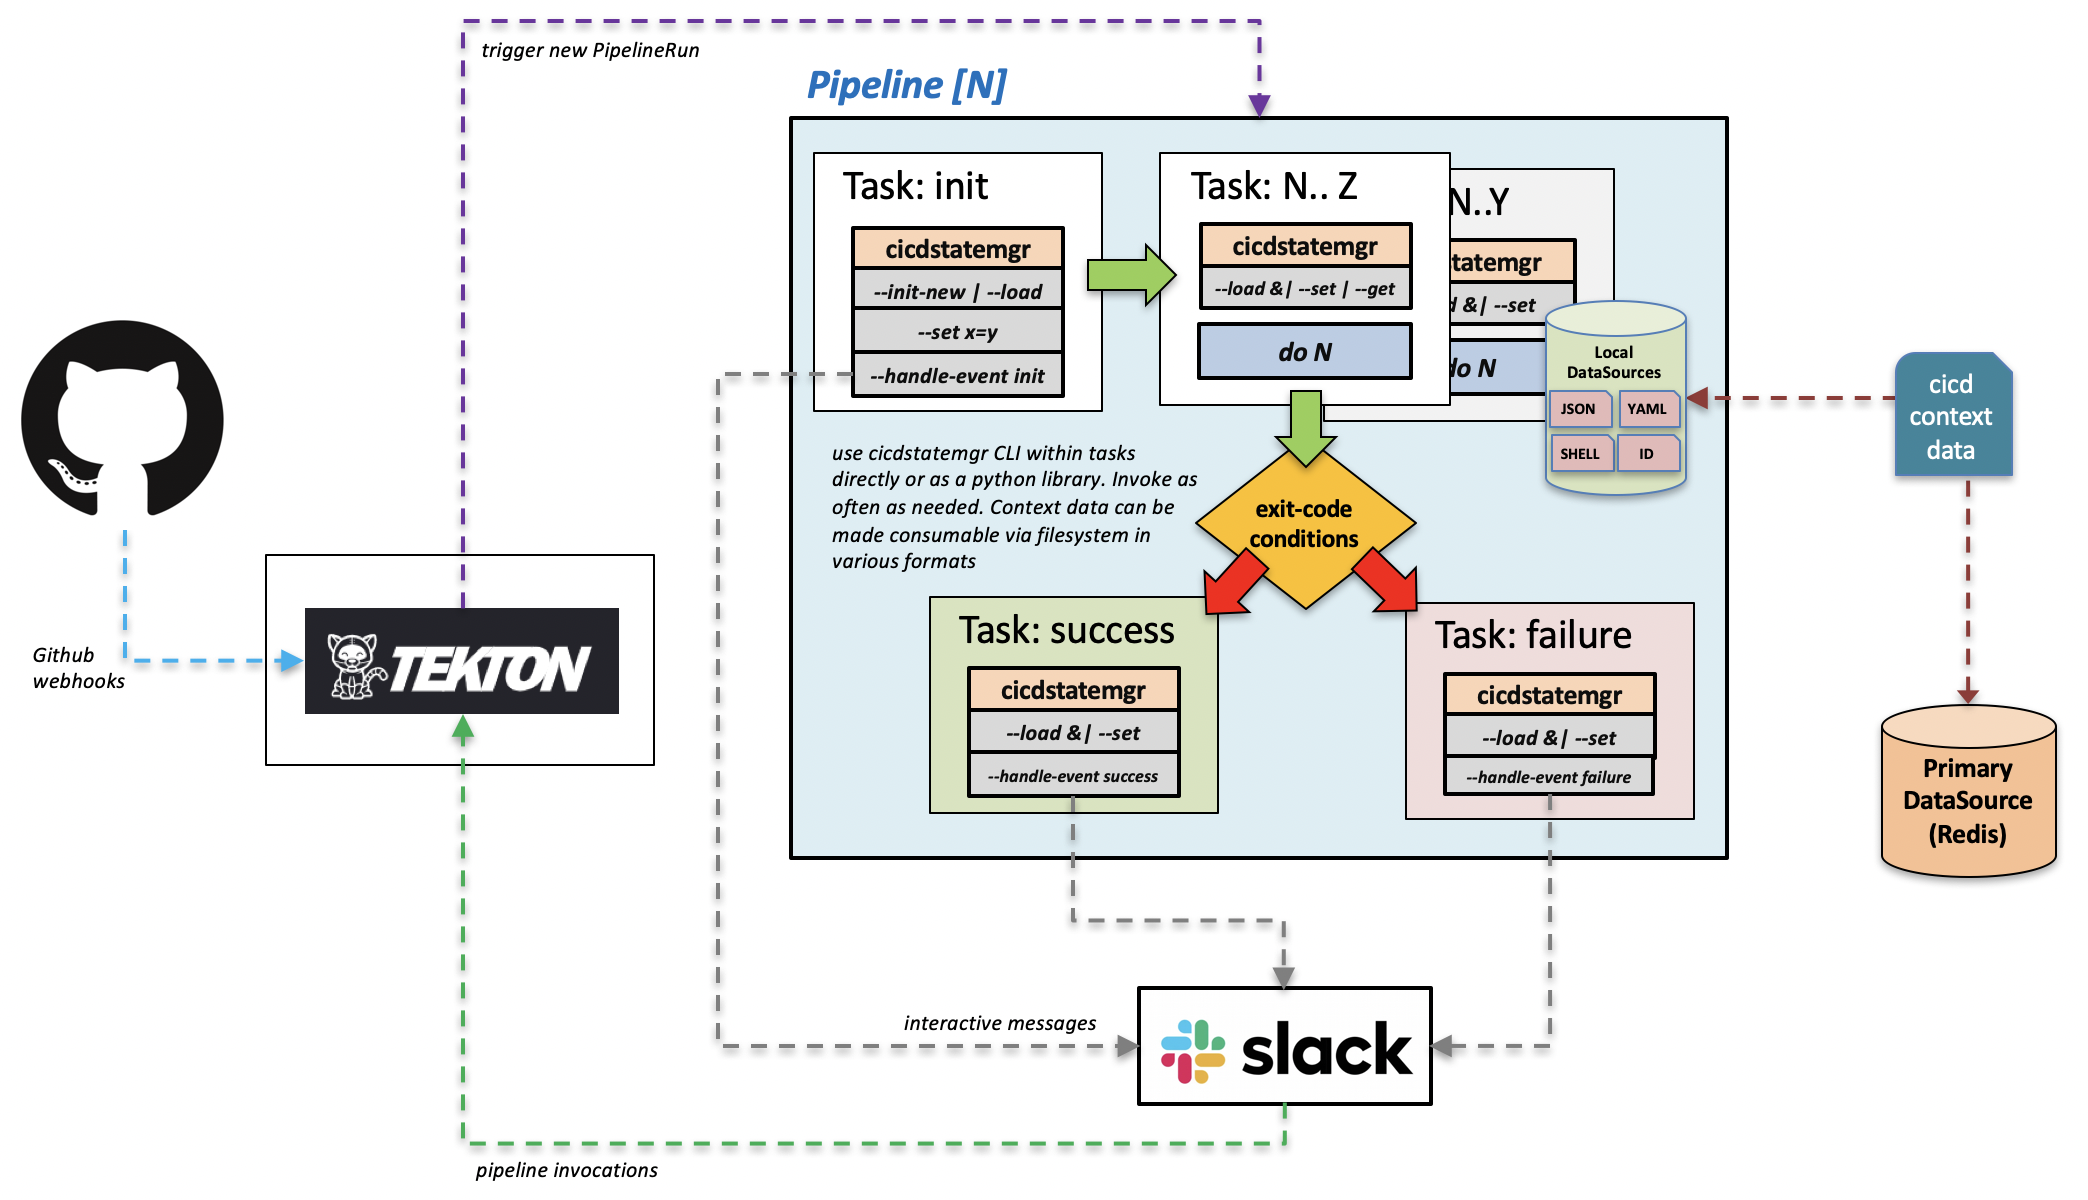 trigger new PipelineRun
Pipeline [N]
Task: init
cicdstatemgr
--init-new | --load
--set x=y
--handle-event init
Task: N.. Z
cicdstatemgr
--load &| --set | --get
do N
N..Y
statemgr
d &| --set
do N
Local
DataSources
JSON
YAML
SHELL
ID
cicd
context
data
use cicdstatemgr CLI within tasks
directly or as a python library. Invoke as
often as needed. Context data can be
made consumable via filesystem in
various formats
exit-code
conditions
Github
webhooks
TEKTON
Task: success
cicdstatemgr
--load &| --set
--handle-event success
Task: failure
cicdstatemgr
--load &| --set
--handle-event failure
Primary
DataSource
(Redis)
interactive messages
slack
pipeline invocations